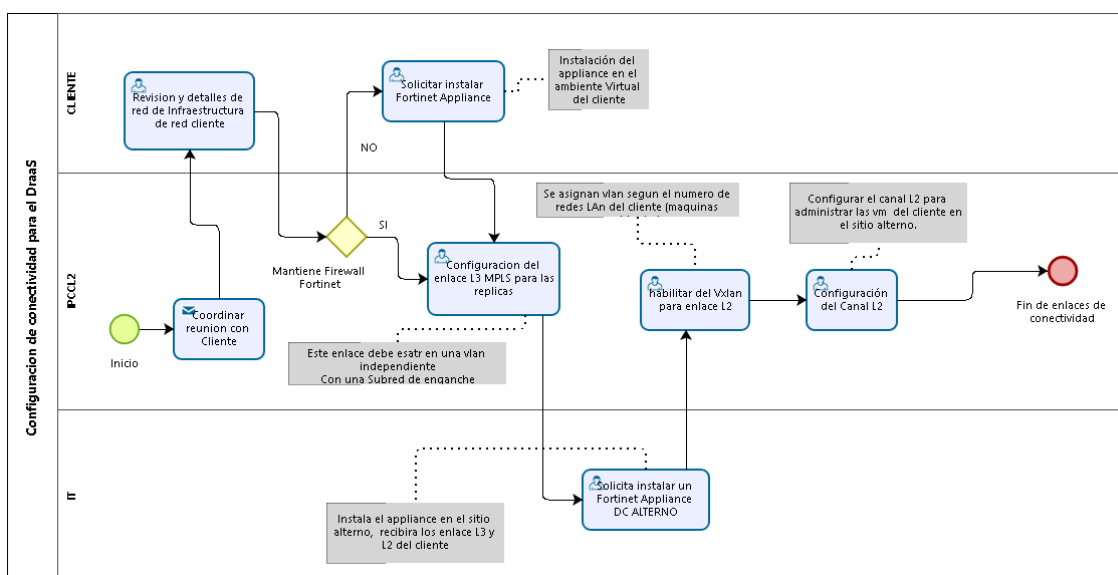 Configuracion de conectividad para el DraaS
CLIENTE
Revision y detalles de
red de Infraestructura
de red cliente
Solicitar instalar
Fortinet Appliance
Instalación del
appliance en el
ambiente Virtual
del cliente
NO
IPCCL2
Inicio
Coordinar
reunion con
Cliente
Mantiene Firewall
Fortinet
SI
Configuracion del
enlace L3 MPLS para las
replicas
Este enlace debe esatr en una vlan
independiente
Con una Subred de enganche
Se asignan vlan segun el numero de
redes LAn del cliente (maquinas
habilitar del Vxlan
para enlace L2
Configurar el canal L2 para
administrar las vm del cliente en
el sitio alterno.
Configuración
del Canal L2
Fin de enlaces de
conectividad
IT
Instala el appliance en el sitio
alterno, recibira los enlace L3 y
L2 del cliente
Solicita instalar un
Fortinet Appliance
DC ALTERNO